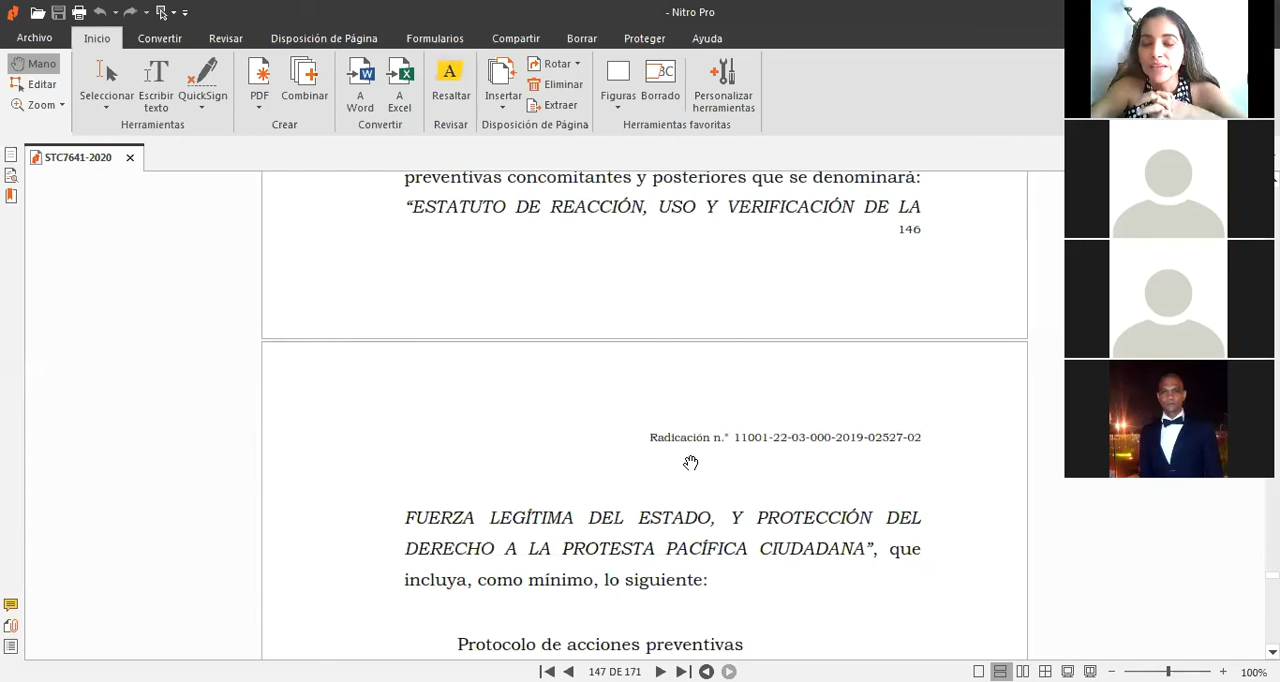 - Nitro Pro
Archivo Inicio Convertir Revisar Disposición de Página Formularios Compartir Borrar Proteger Ayuda
Mano
Editar
Zoom
Seleccionar
Escribir texto
QuickSign
Herramientas
PDF
Combinar
Crear
A Word
A Excel
Convertir
A
Resaltar
Revisar
Insertar
Rotar
Eliminar
Extraer
Disposición de Página
Figuras
Borrado
Personalizar herramientas
Herramientas favoritas
STC7641-2020
preventivas concomitantes y posteriores que se denominará:
“ESTATUTO DE REACCIÓN, USO Y VERIFICACIÓN DE LA
146
Radicación n.° 11001-22-03-000-2019-02527-02
FUERZA LEGÍTIMA DEL ESTADO, Y PROTECCIÓN DEL
DERECHO A LA PROTESTA PACÍFICA CIUDADANA”, que
incluya, como mínimo, lo siguiente:
Protocolo de acciones preventivas
147 DE 171
100%